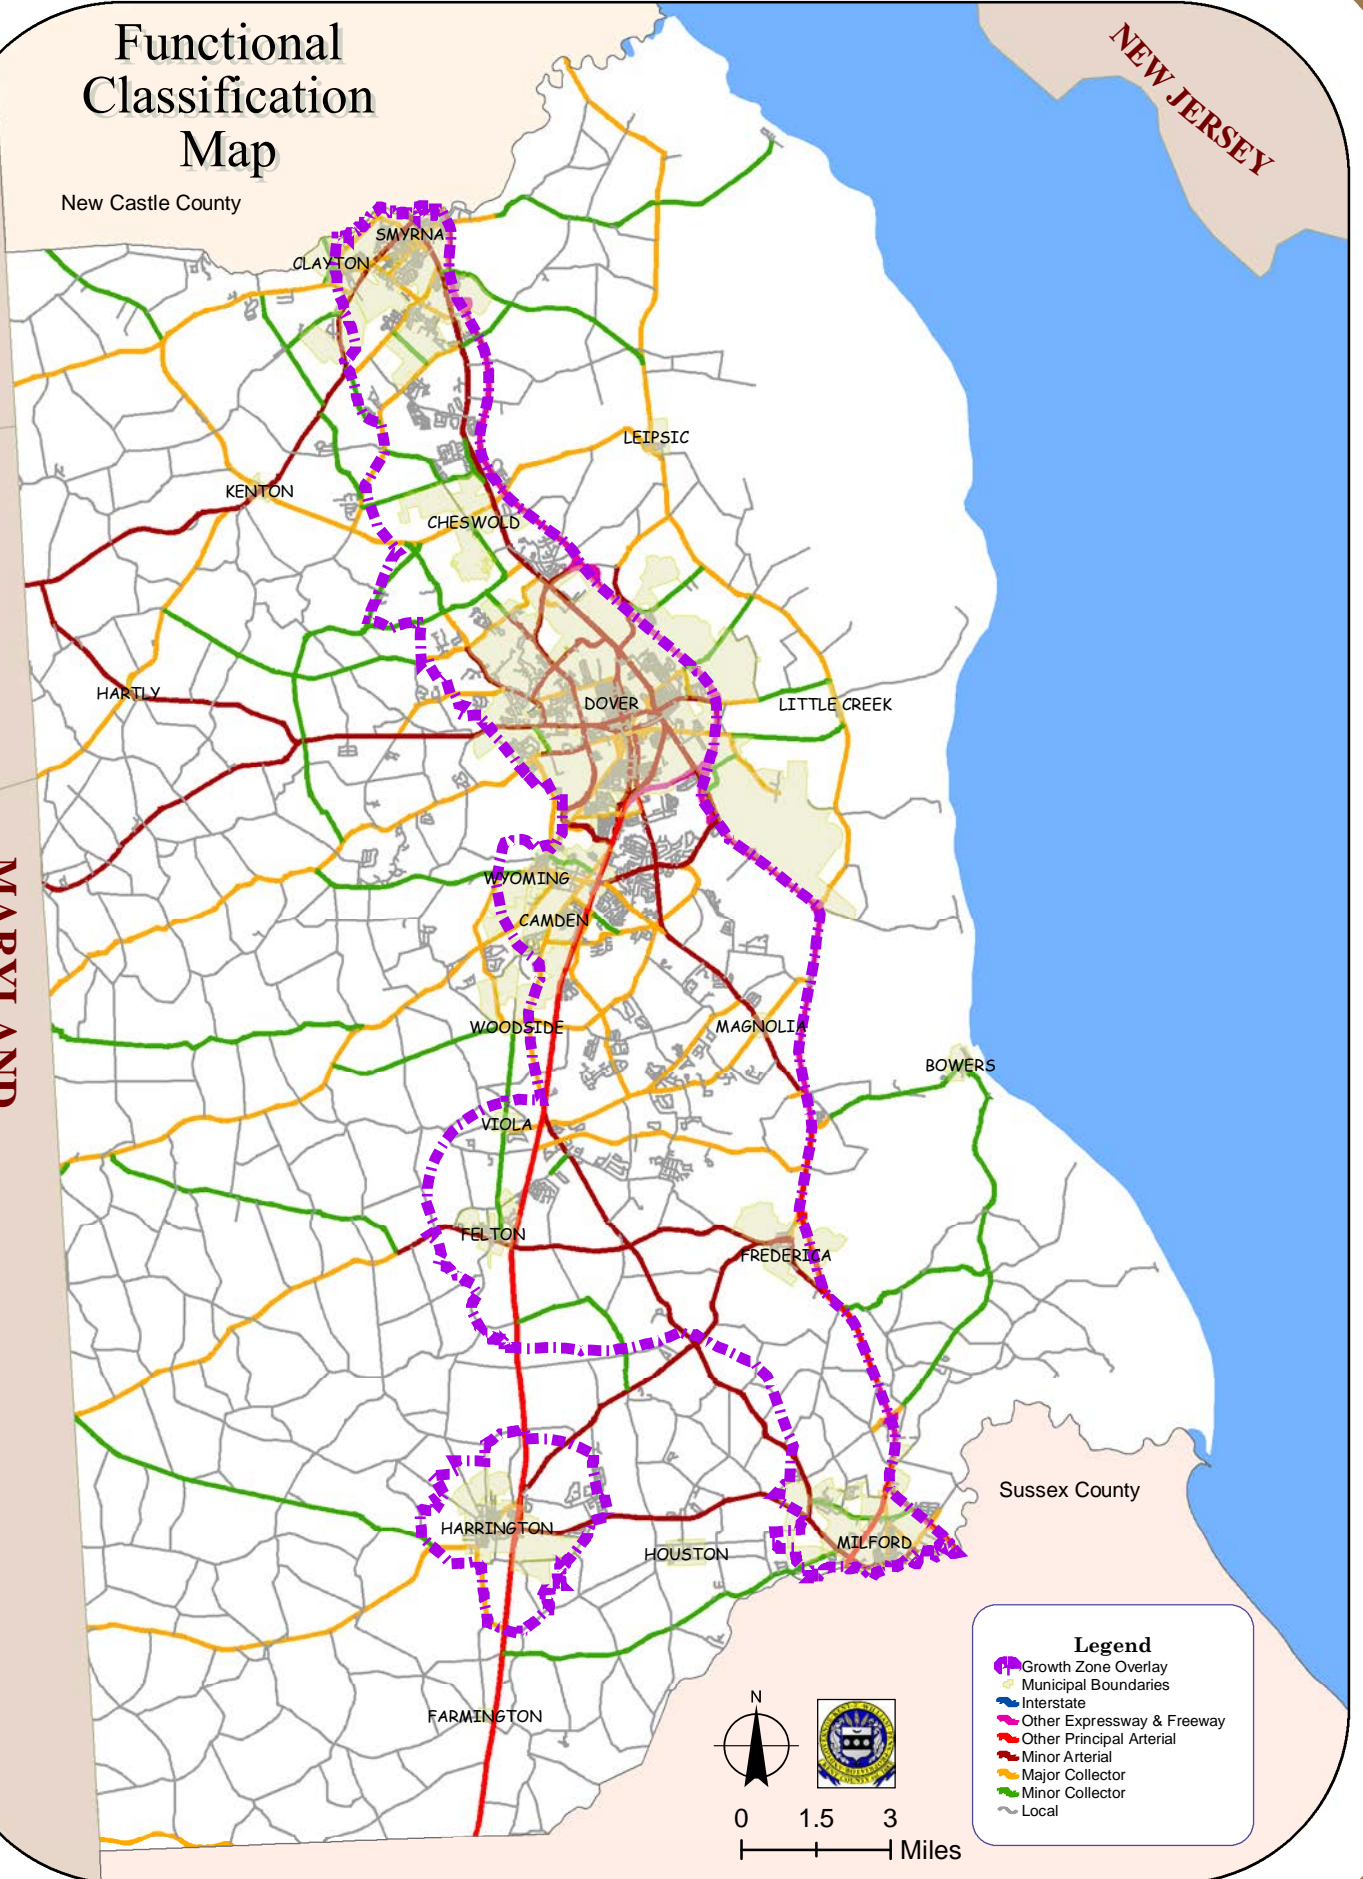 Functional
Classification
Map
New Castle County
NEW JERSEY
SMYRNA
CLAYTON
LEIPSIC
KENTON
CHESWOLD
HARTLY
DOVER
LITTLE CREEK
MARYLAND
WYOMING
CAMDEN
WOODSIDE
MAGNOLIA
BOWERS
VIOLA
FELTON
FREDERICA
Sussex County
HARRINGTON
MILFORD
HOUSTON
FARMINGTON
Legend
Growth Zone Overlay
Municipal Boundaries
Interstate
Other Expressway & Freeway
Other Principal Arterial
Minor Arterial
Major Collector
Minor Collector
Local
N
0 1.5 3
Miles